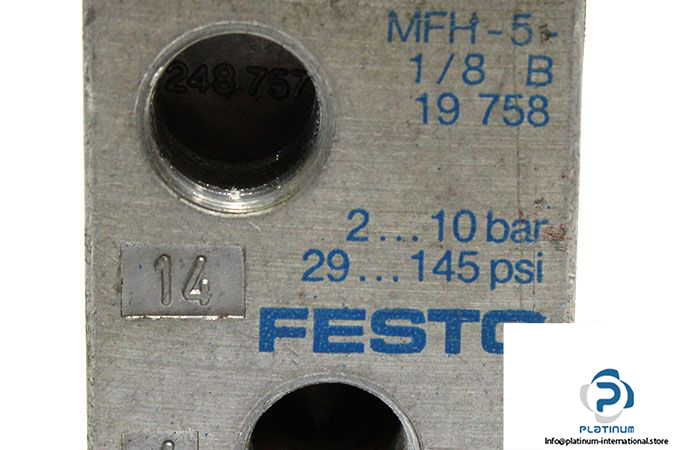 MFH-5-
1/8 B
19 758
248 757
2...10 bar
29...145 psi
14
FESTO
PLATINUM
Info@platinum-international.store